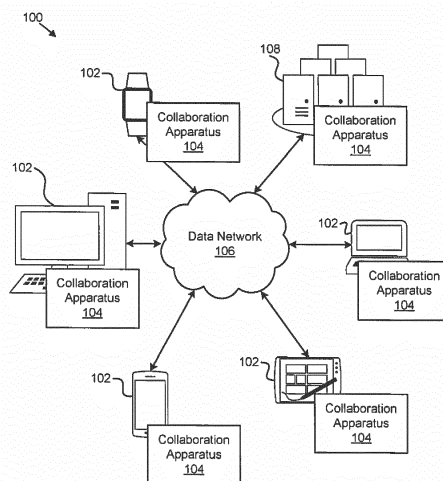 100
102
108
Collaboration
Apparatus
104
Collaboration
Apparatus
104
102
Data Network
106
102
Collaboration
Apparatus
104
Collaboration
Apparatus
104
102
102
Collaboration
Apparatus
104
Collaboration
Apparatus
104